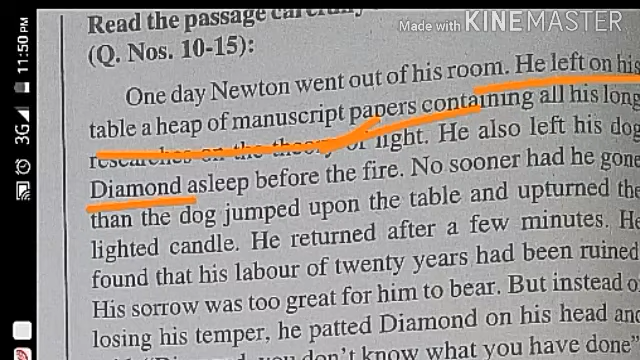 11:50 PM
3G
Made with KINEMASTER
Read the passage carefully
(Q. Nos. 10-15):
One day Newton went out of his room. He left on his
table a heap of manuscript papers containing all his long
researches on the theory of light. He also left his dog
Diamond asleep before the fire. No sooner had he gone
than the dog jumped upon the table and upturned the
lighted candle. He returned after a few minutes. He
found that his labour of twenty years had been ruined
His sorrow was too great for him to bear. But instead o
losing his temper, he patted Diamond on his head and
don't know what you have done"